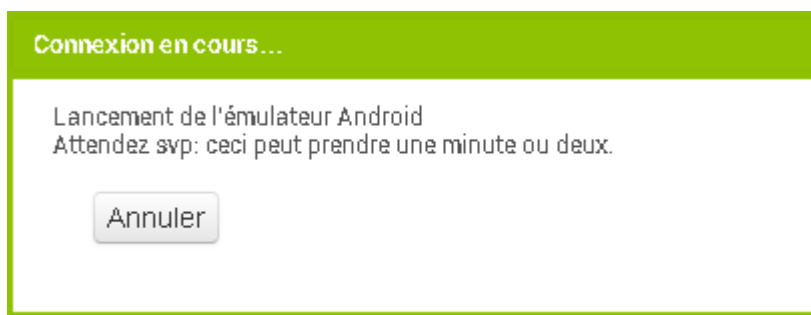 Connexion en cours...
Lancement de l'émulateur Android
Attendez svp: ceci peut prendre une minute ou deux.
Annuler